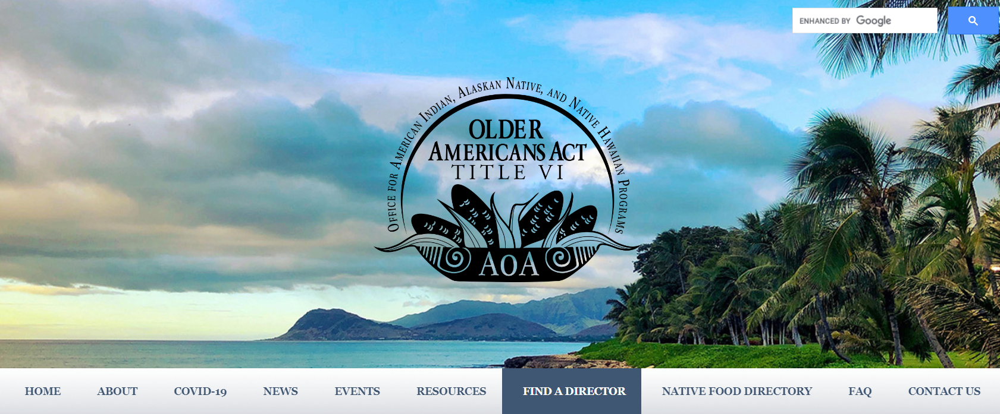 ENHANCED BY Google
OFFICE FOR AMERICAN INDIAN, ALASKAN NATIVE, AND NATIVE HAWAIIAN PROGRAMS
OLDER
AMERICANS ACT
TITLE VI
AOA
HOME ABOUT COVID-19 NEWS EVENTS RESOURCES FIND A DIRECTOR NATIVE FOOD DIRECTORY FAQ CONTACT US